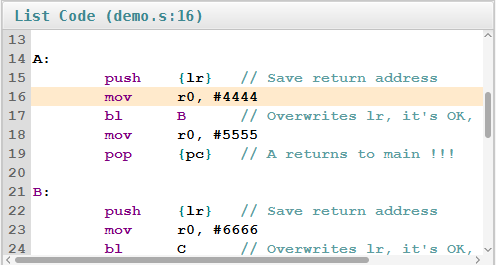 List Code (demo.s:16)
13
14 A:
15 push {lr} // Save return address
16 mov r0, #4444
17 bl B // Overwrites lr, it's OK,
18 mov r0, #5555
19 pop {pc} // A returns to main !!!
20
21 B:
22 push {lr} // Save return address
23 mov r0, #6666
24 bl C // Overwrites lr, it's OK,